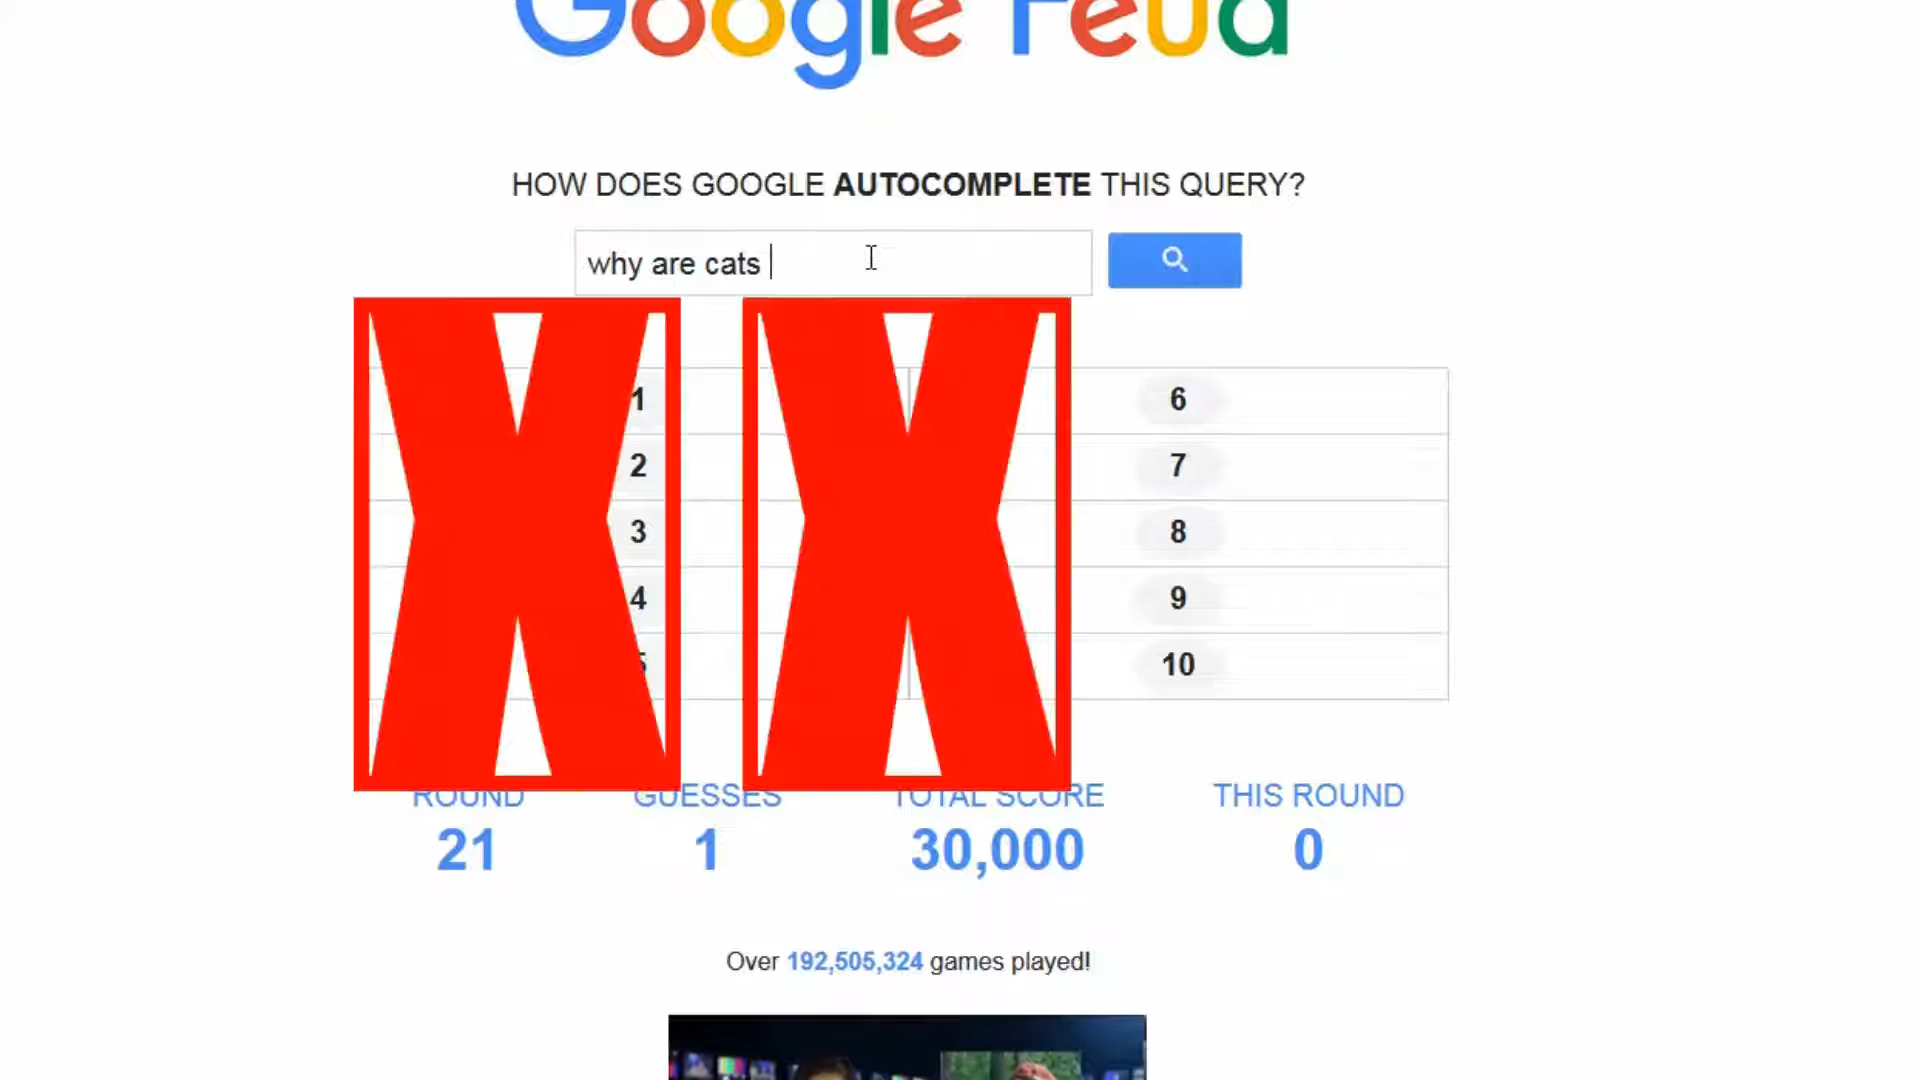 Google Feud
HOW DOES GOOGLE AUTOCOMPLETE THIS QUERY?
why are cats
X X
1 6
2 7
3 8
4 9
5 10
ROUND GUESSES TOTAL SCORE THIS ROUND
21 1 30,000 0
Over 192,505,324 games played!